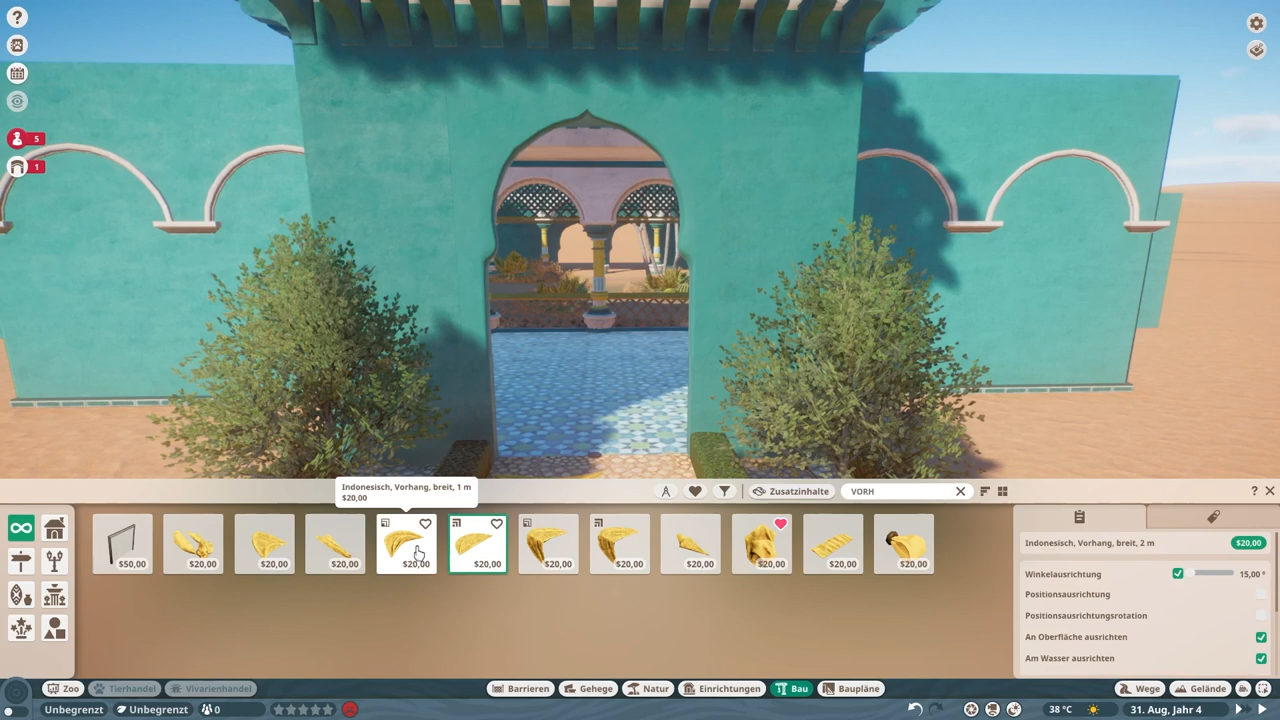 ?
5
1
Indonesisch, Vorhang, breit, 1 m
$20,00
Zusatzinhalte
VORH
?
$50,00
$20,00
$20,00
$20,00
$20,00
$20,00
$20,00
$20,00
$20,00
$20,00
$20,00
$20,00
Indonesisch, Vorhang, breit, 2 m
$20,00
Winkelausrichtung
15,00°
Positionsausrichtung
Positionsausrichtungsrotation
An Oberfläche ausrichten
Am Wasser ausrichten
Zoo
Tierhandel
Vivarienhandel
Barrieren
Gehege
Natur
Einrichtungen
Bau
Baupläne
Wege
Gelände
Unbegrenzt
Unbegrenzt
0
38 °C
31. Aug, Jahr 4